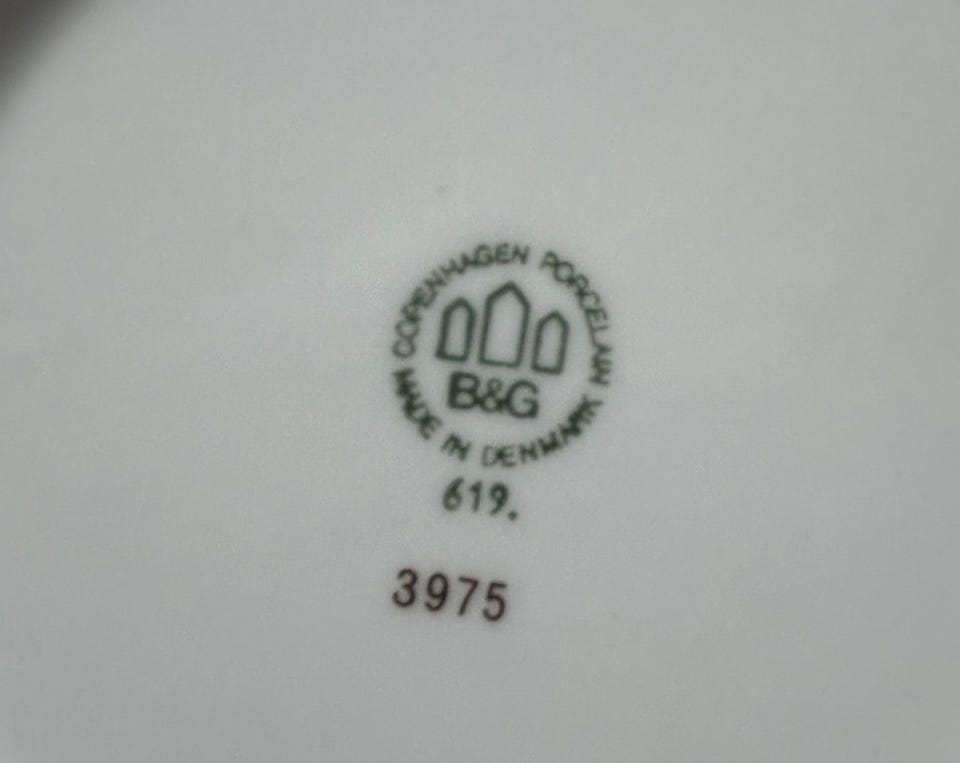 COPENHAGEN PORCELAIN
B&G
MADE IN DENMARK
619.
3975